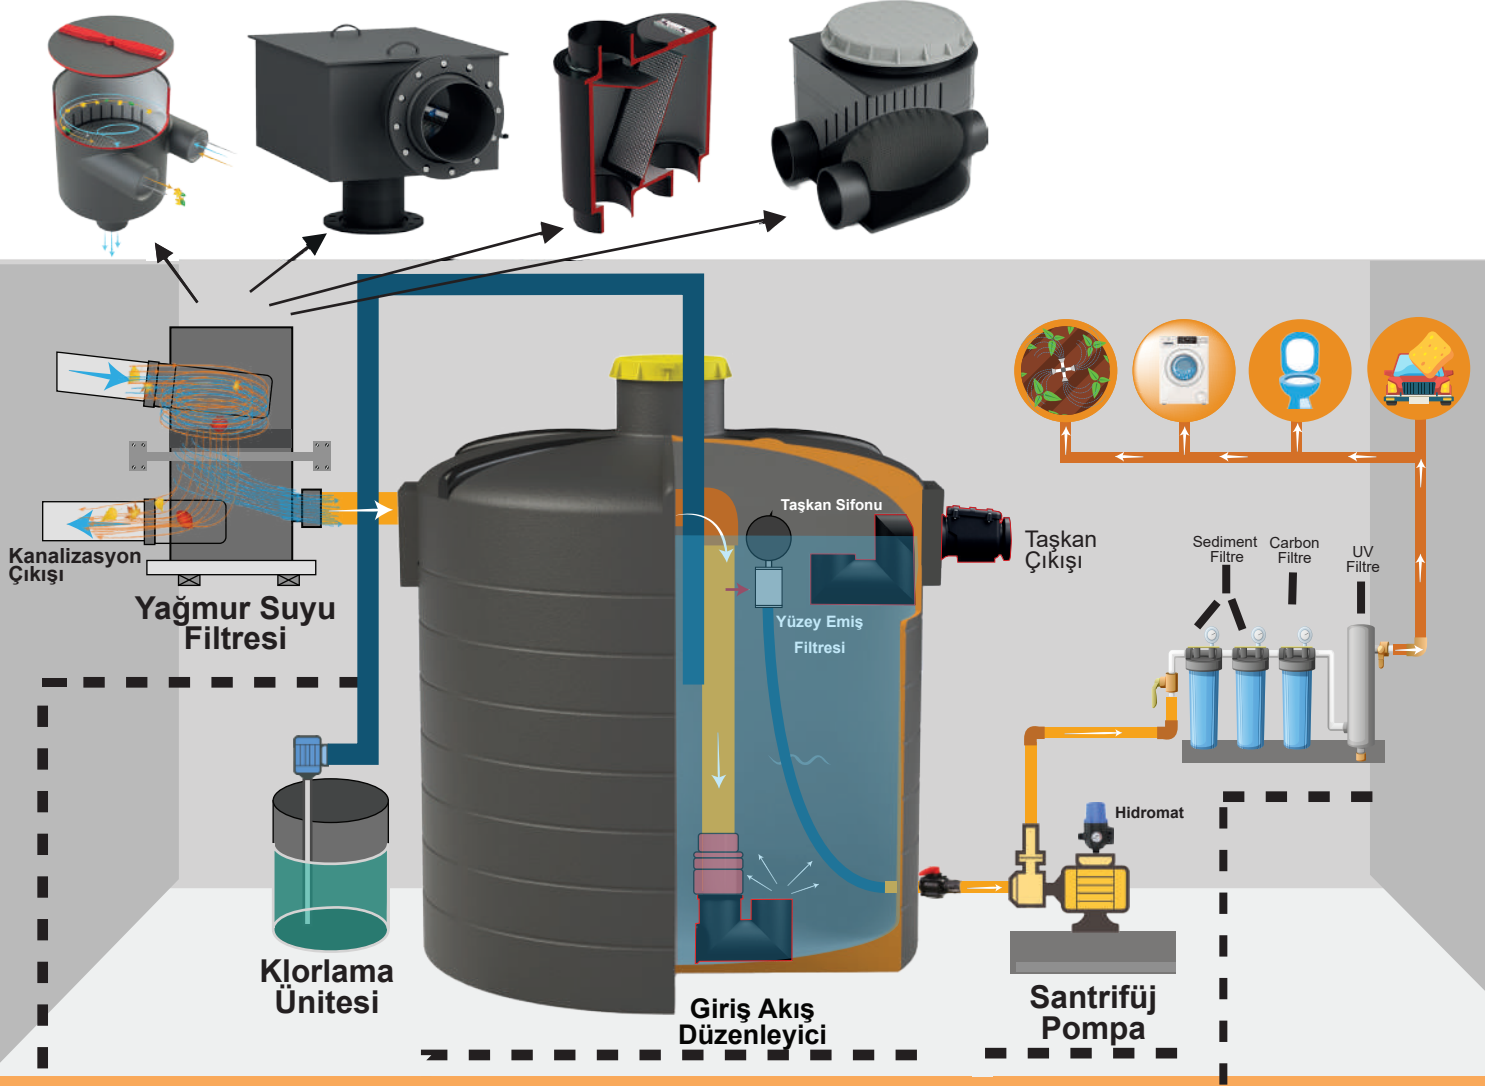 Kanalizasyon
Çıkışı
Yağmur Suyu
Filtresi
Taşkan Sifonu
Taşkan
Çıkışı
Yüzey Emiş
Filtresi
Sediment
Filtre
Carbon
Filtre
UV
Filtre
Hidromat
Klorlama
Ünitesi
Giriş Akış
Düzenleyici
Santrifüj
Pompa